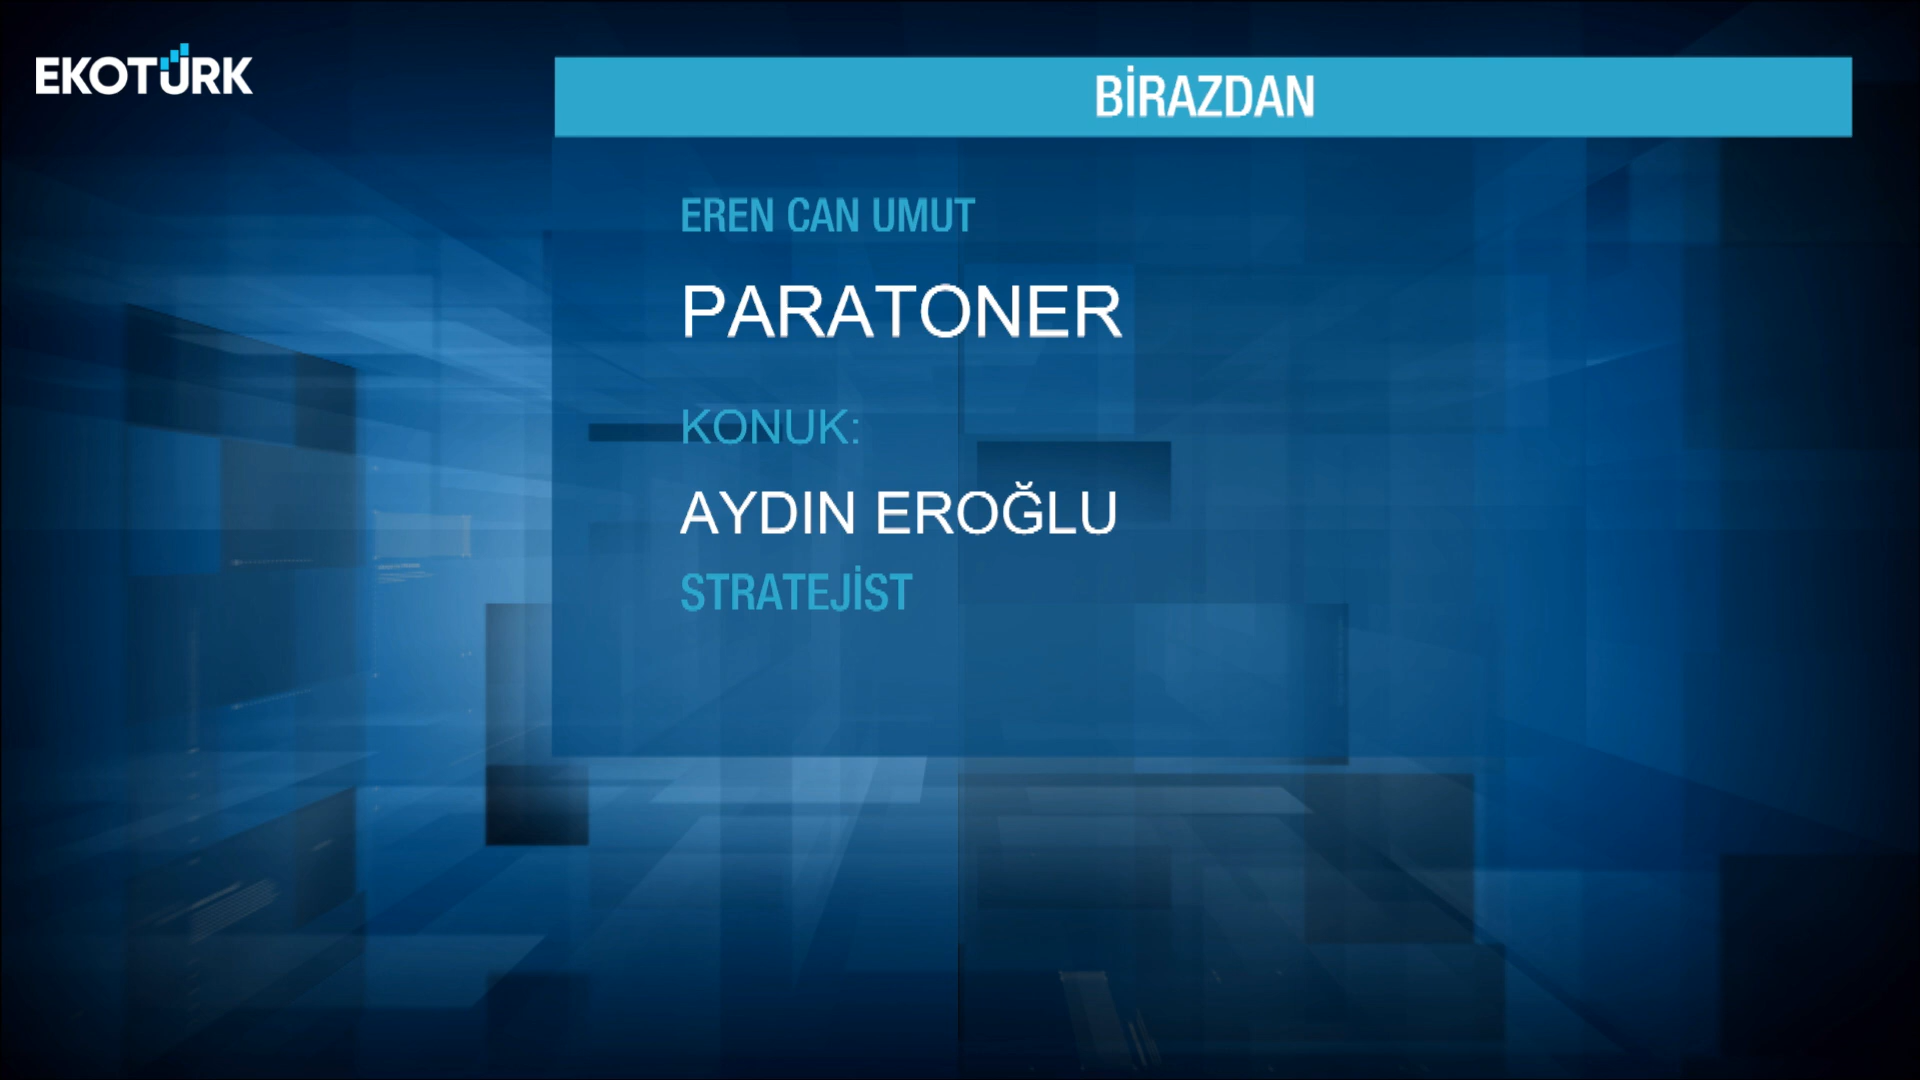 EKOTÜRK
BİRAZDAN
EREN CAN UMUT
PARATONER
KONUK:
AYDIN EROĞLU
STRATEJİST